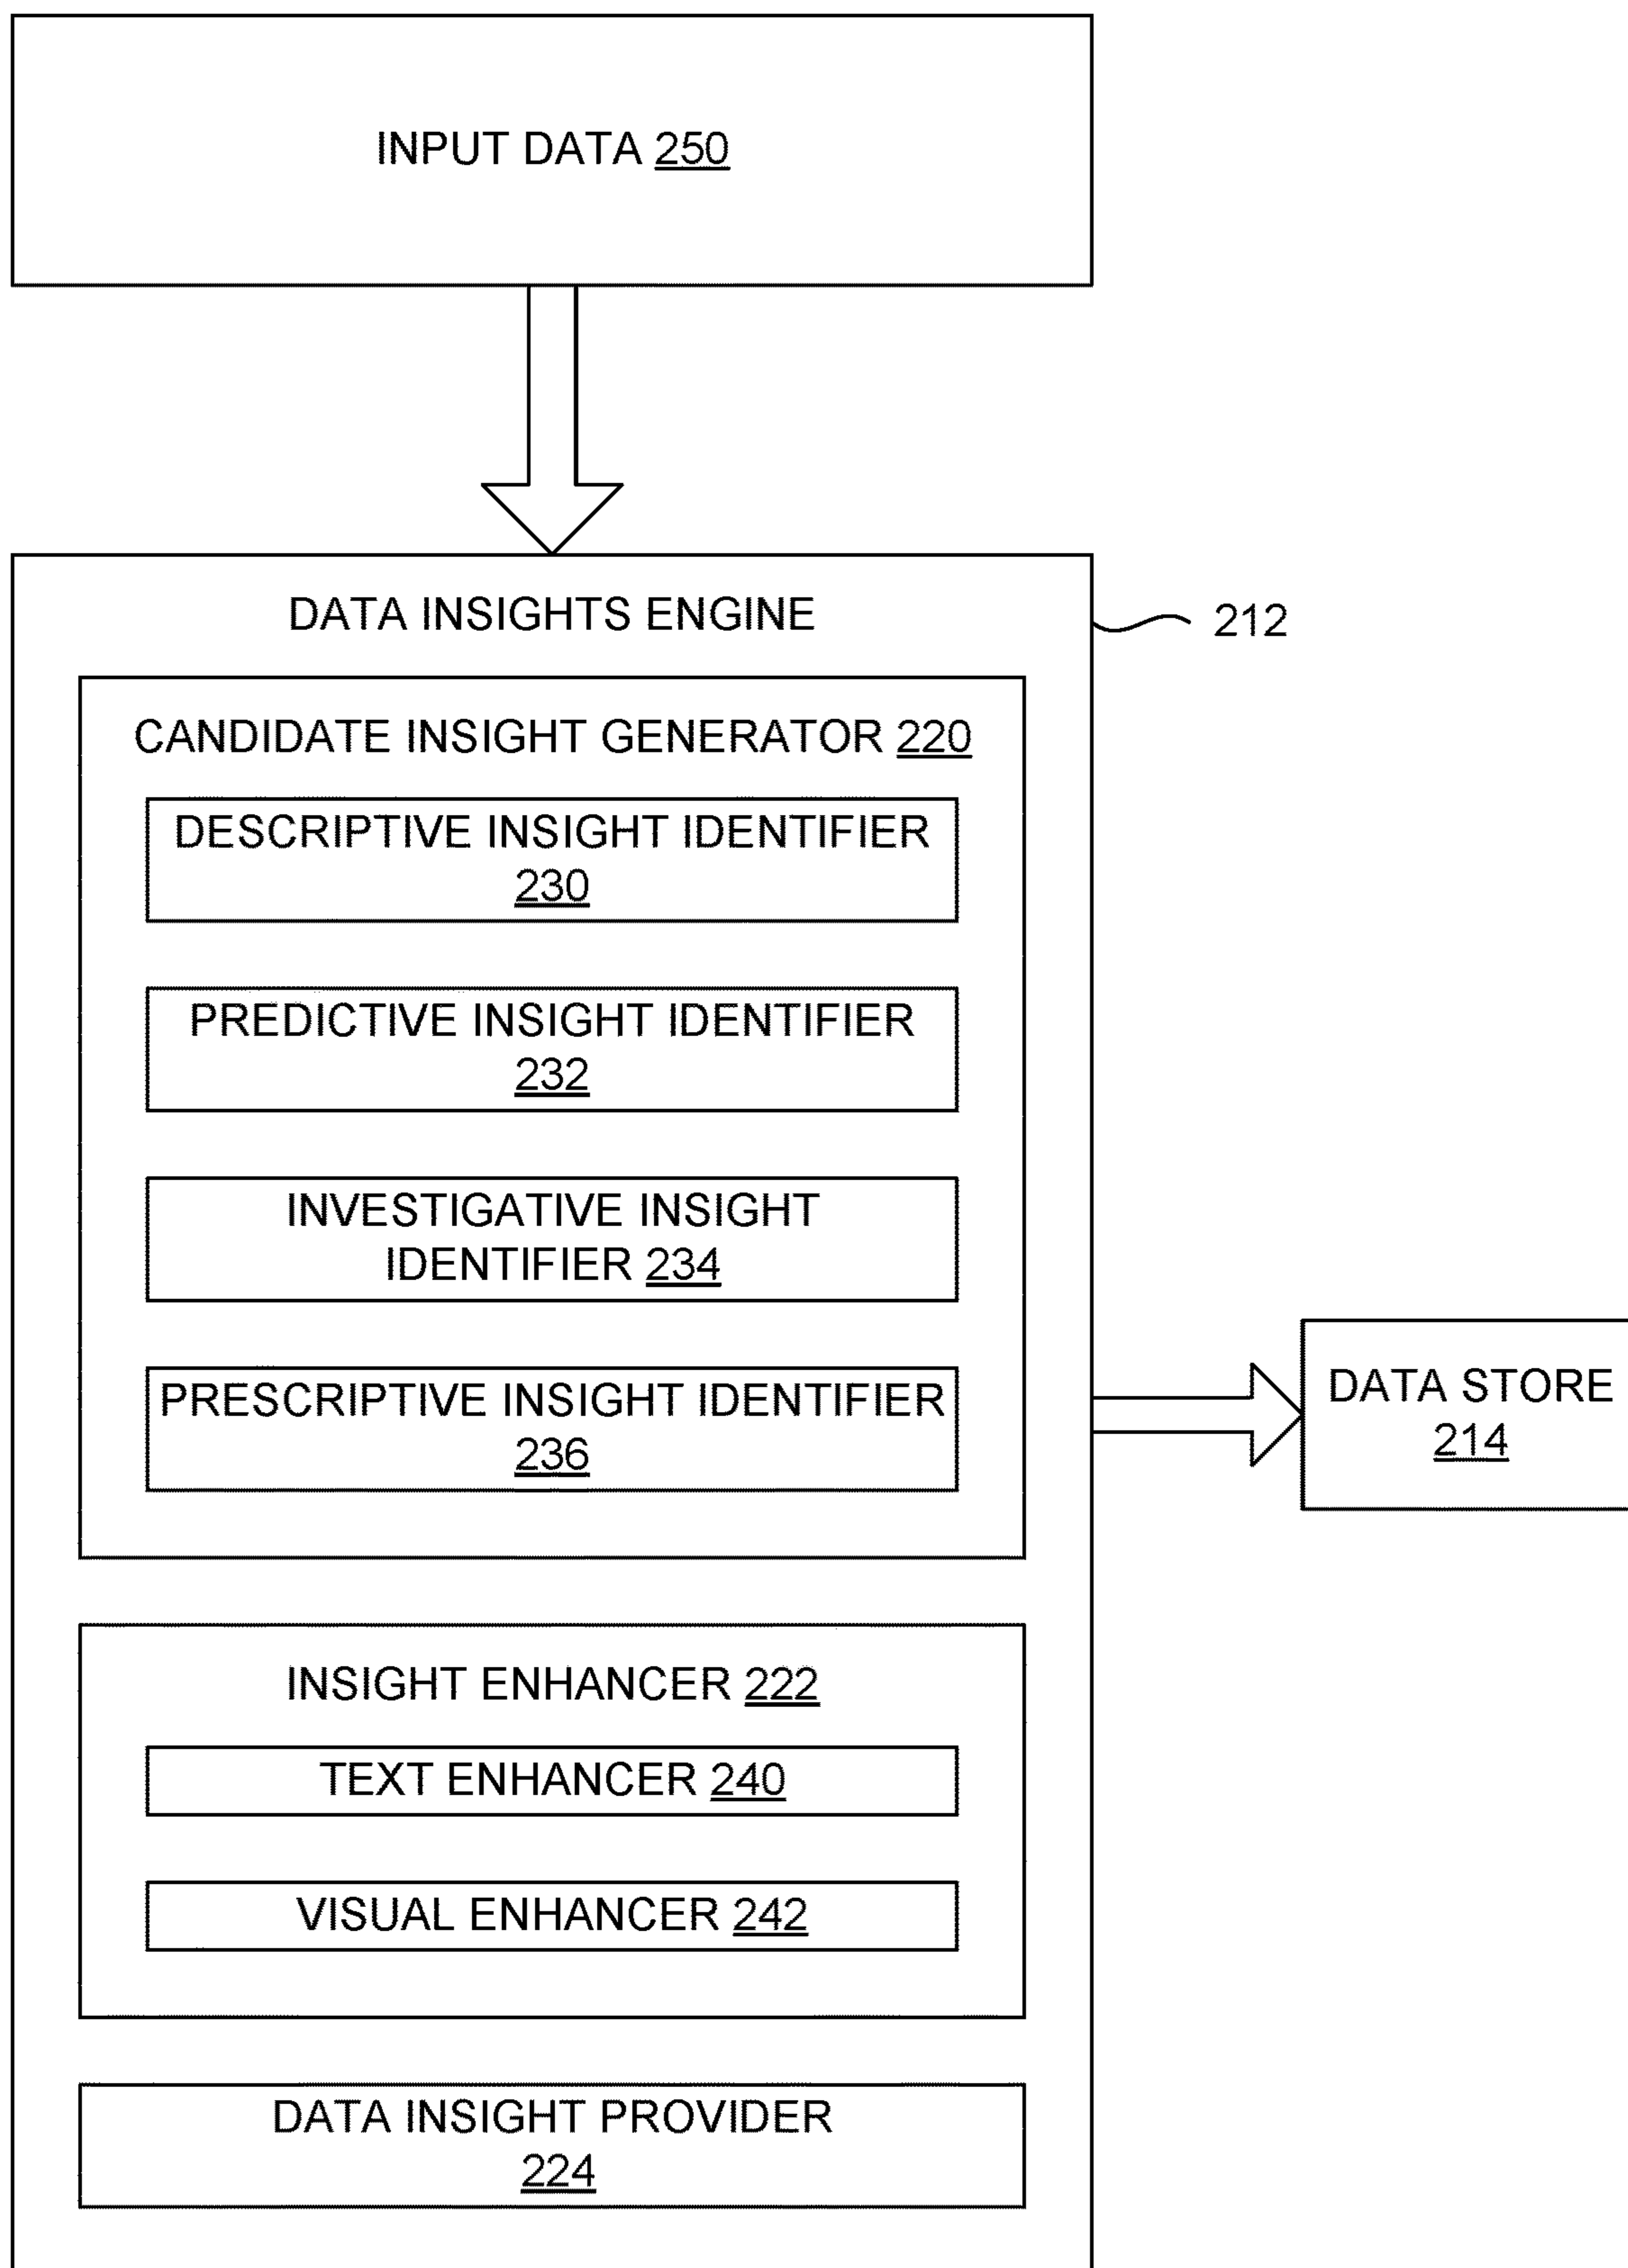 INPUT DATA 250
DATA INSIGHTS ENGINE
212
CANDIDATE INSIGHT GENERATOR 220
DESCRIPTIVE INSIGHT IDENTIFIER
230
PREDICTIVE INSIGHT IDENTIFIER
232
INVESTIGATIVE INSIGHT
IDENTIFIER 234
PRESCRIPTIVE INSIGHT IDENTIFIER
236
DATA STORE
214
INSIGHT ENHANCER 222
TEXT ENHANCER 240
VISUAL ENHANCER 242
DATA INSIGHT PROVIDER
224